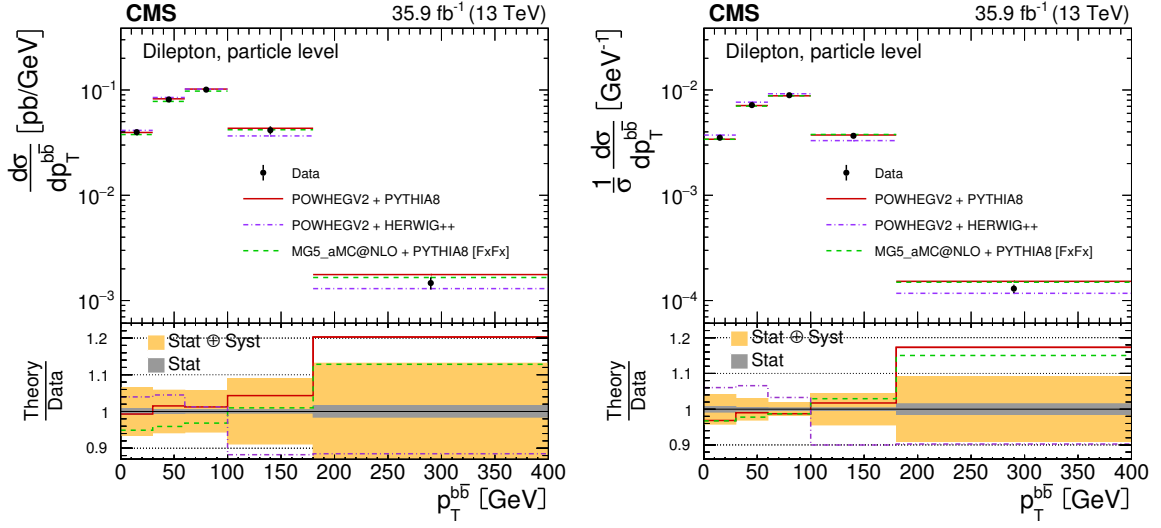 CMS 35.9 fb⁻¹ (13 TeV)
Dilepton, particle level
dσ/dp_T^{bb̄} [pb/GeV]
10⁻¹
10⁻²
10⁻³
Data
POWHEGV2 + PYTHIA8
POWHEGV2 + HERWIG++
MG5_aMC@NLO + PYTHIA8 [FxFx]
Theory/Data
1.2
1.1
1
0.9
Stat ⊕ Syst
Stat
0 50 100 150 200 250 300 350 400
p_T^{bb̄} [GeV]
CMS 35.9 fb⁻¹ (13 TeV)
Dilepton, particle level
1/σ dσ/dp_T^{bb̄} [GeV⁻¹]
10⁻¹
10⁻²
10⁻³
10⁻⁴
Data
POWHEGV2 + PYTHIA8
POWHEGV2 + HERWIG++
MG5_aMC@NLO + PYTHIA8 [FxFx]
Theory/Data
1.2
1.1
1
0.9
Stat ⊕ Syst
Stat
0 50 100 150 200 250 300 350 400
p_T^{bb̄} [GeV]